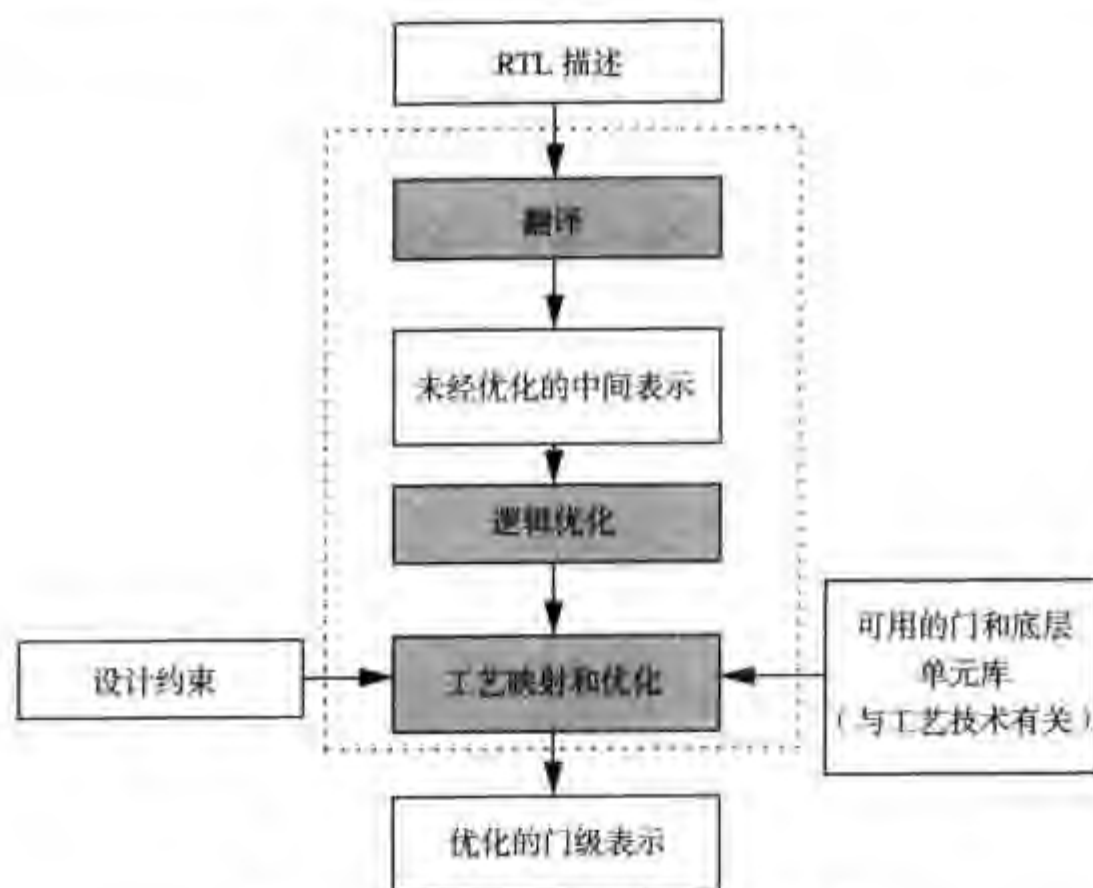 RTL 描述
翻译
未经优化的中间表示
逻辑优化
设计约束
工艺映射和优化
可用的门和底层
单元库
（与工艺技术有关）
优化的门级表示